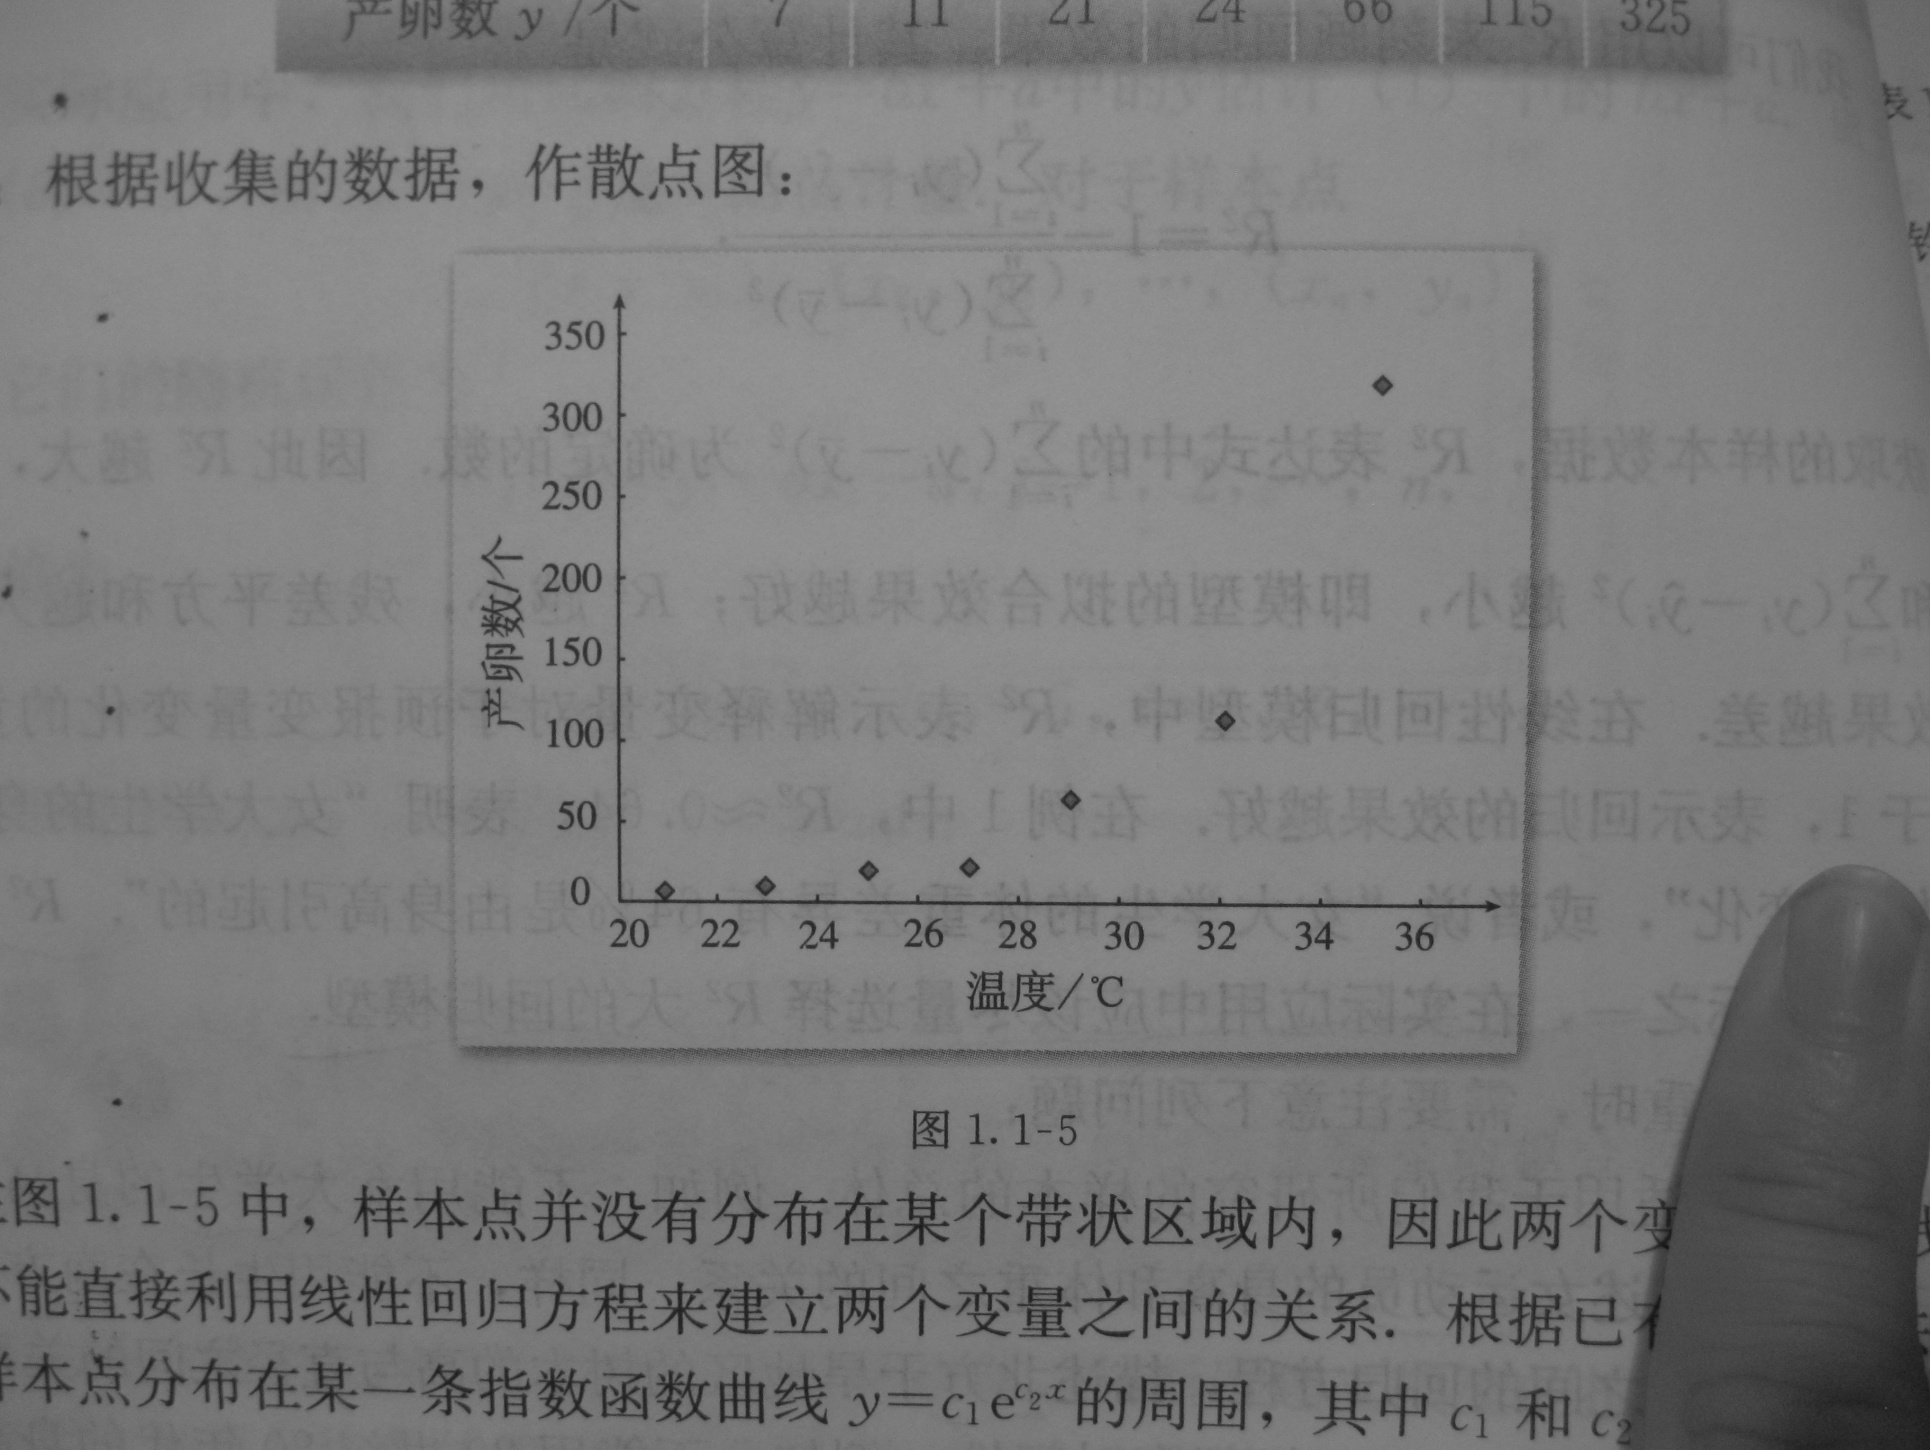 产卵数 y/个 7 11 21 24 66 115 325
根据收集的数据，作散点图：
350
300
250
200
150
100
50
0
产卵数/个
20 22 24 26 28 30 32 34 36
温度/℃
图 1.1-5
图 1.1-5 中，样本点并没有分布在某个带状区域内，因此两个变
能直接利用线性回归方程来建立两个变量之间的关系. 根据已有
样本点分布在某一条指数函数曲线 y=c₁e^{c₂x} 的周围，其中 c₁ 和 c₂